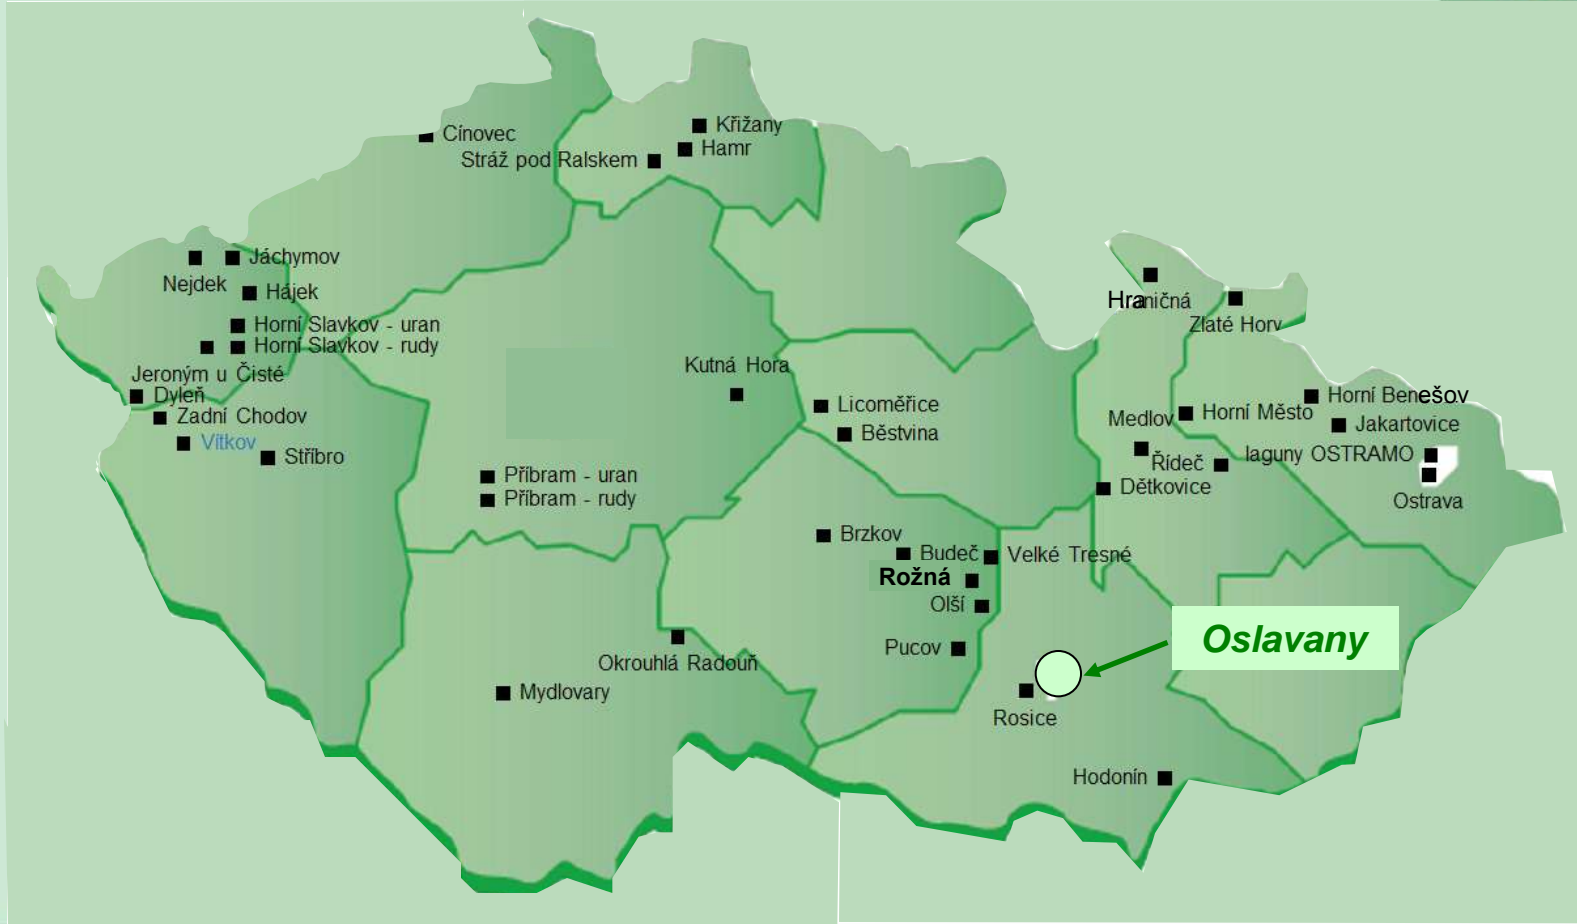 Cínovec
Křižany
Hamr
Stráž pod Ralskem
Jáchymov
Nejdek
Hájek
Horní Slavkov - uran
Horní Slavkov - rudy
Jeroným u Čisté
Dyleň
Zadní Chodov
Vítkov
Stříbro
Kutná Hora
Příbram - uran
Příbram - rudy
Licoměřice
Běstvina
Hraničná
Zlaté Horv
Horní Benešov
Horní Město
Jakartovice
Medlov
Řídeč
laguny OSTRAMO
Dětkovice
Ostrava
Brzkov
Budeč
Velké Tresné
Rožná
Olší
Pucov
Oslavany
Okrouhlá Radouň
Mydlovary
Rosice
Hodonín